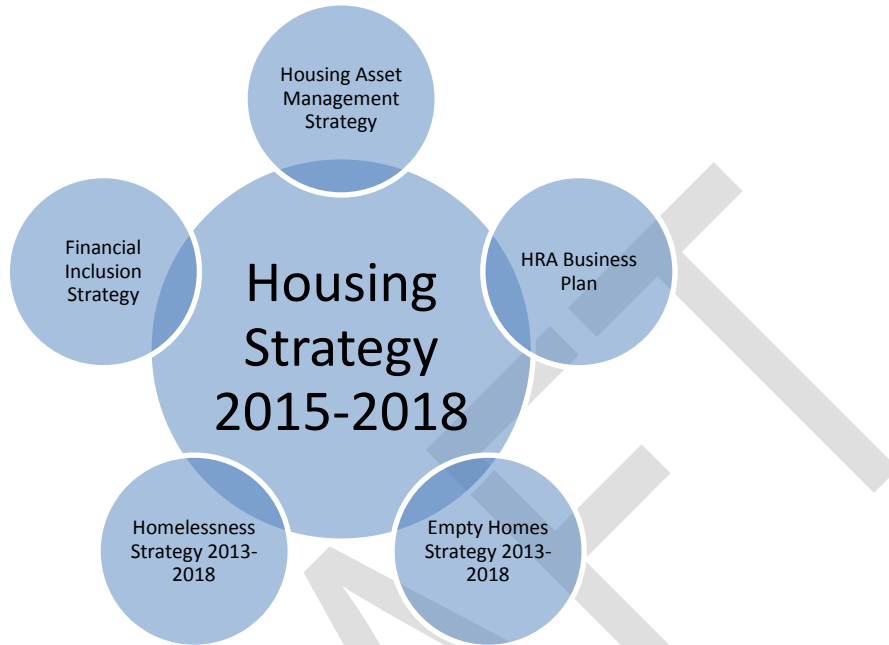 Housing Asset
Management
Strategy
Financial
Inclusion
Strategy
HRA Business
Plan
Housing
Strategy
2015-2018
Homelessness
Strategy 2013-
2018
Empty Homes
Strategy 2013-
2018